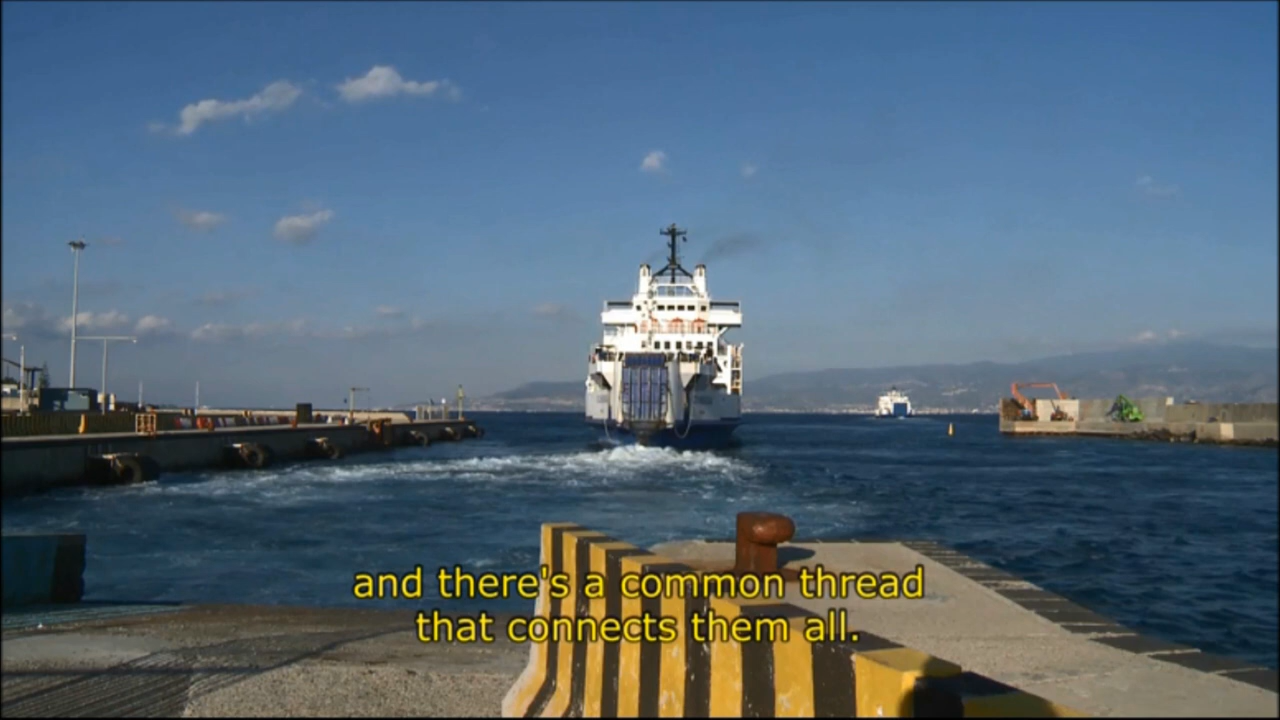 and there's a common thread
that connects them all.